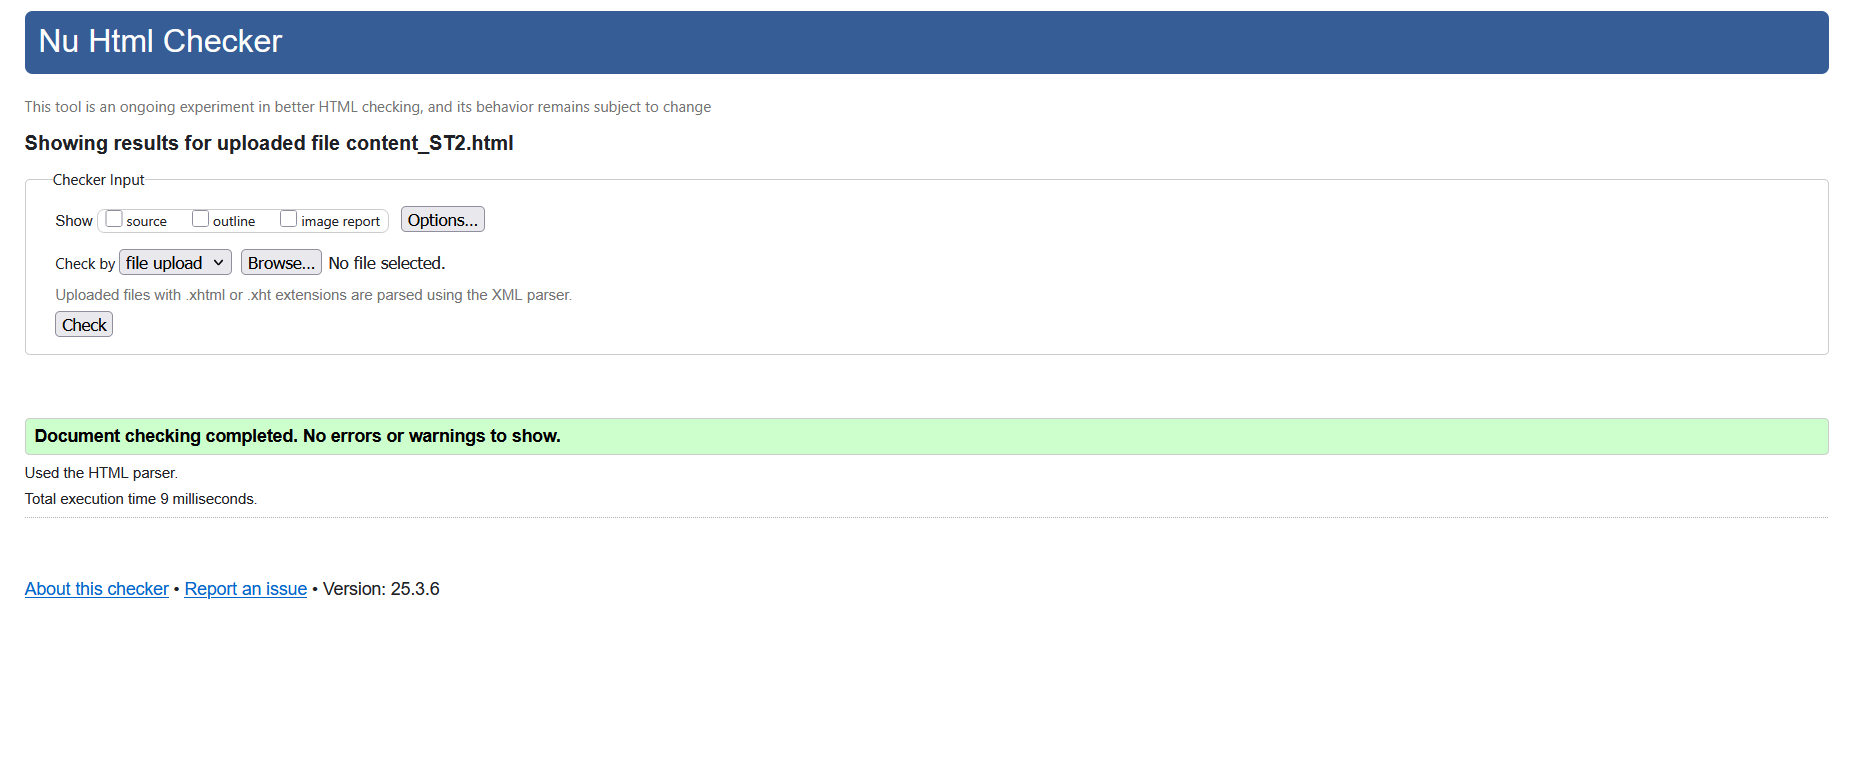 Nu Html Checker
This tool is an ongoing experiment in better HTML checking, and its behavior remains subject to change
Showing results for uploaded file content_ST2.html
Checker Input
Show source outline image report Options...
Check by file upload Browse... No file selected.
Uploaded files with .xhtml or .xht extensions are parsed using the XML parser.
Check
Document checking completed. No errors or warnings to show.
Used the HTML parser.
Total execution time 9 milliseconds.
About this checker • Report an issue • Version: 25.3.6